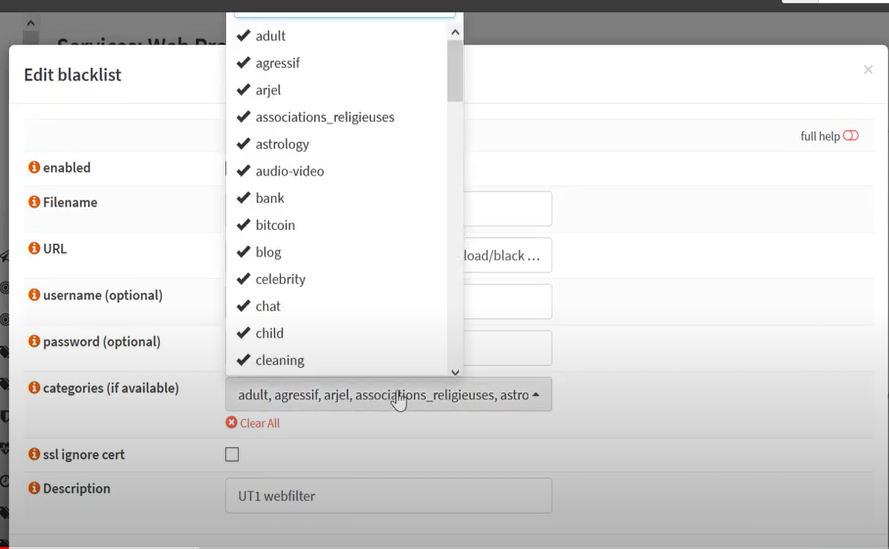 Services: Web Pro
Edit blacklist
×
full help
enabled
Filename
URL
load/black ...
username (optional)
password (optional)
categories (if available)
adult
agressif
arjel
associations_religieuses
astrology
audio-video
bank
bitcoin
blog
celebrity
chat
child
cleaning
adult, agressif, arjel, associations_religieuses, astro
Clear All
ssl ignore cert
Description
UT1 webfilter